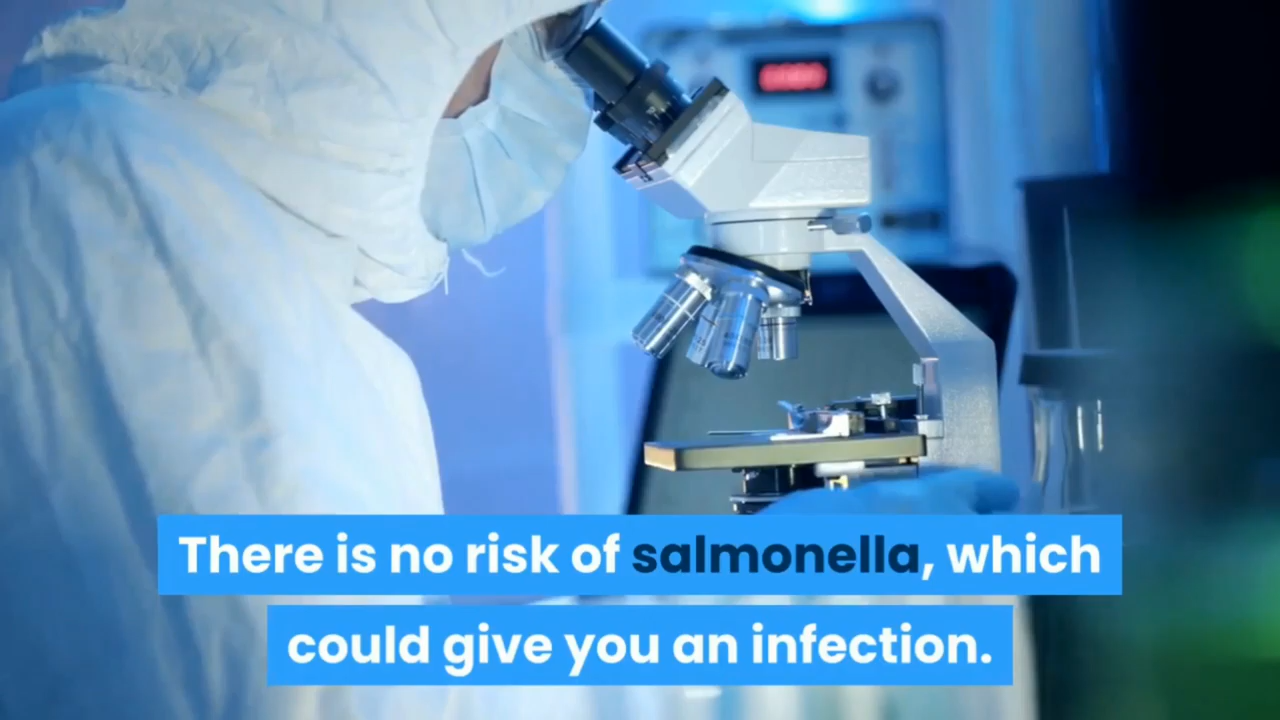 There is no risk of salmonella, which
could give you an infection.